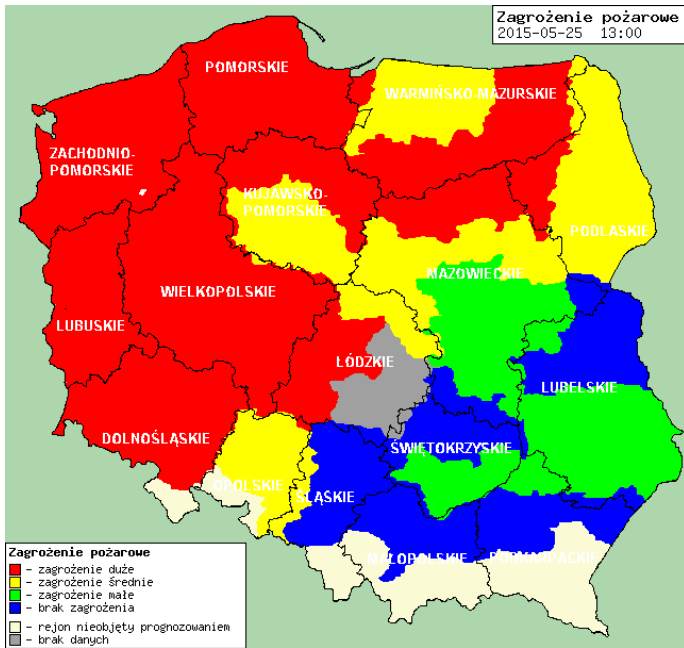 Zagrożenie pożarowe
2015-05-25 13:00
POMORSKIE
WARMIŃSKO-MAZURSKIE
ZACHODNIO-
POMORSKIE
KUJAWSKO-
POMORSKIE
PODLASKIE
MAZOWIECKIE
WIELKOPOLSKIE
LUBUSKIE
ŁÓDZKIE
LUBELSKIE
DOLNOŚLĄSKIE
ŚWIĘTOKRZYSKIE
OPOLSKIE
ŚLĄSKIE
MAŁOPOLSKIE
PODKARPACKIE
Zagrożenie pożarowe
- zagrożenie duże
- zagrożenie średnie
- zagrożenie małe
- brak zagrożenia
- rejon nieobjęty prognozowaniem
- brak danych